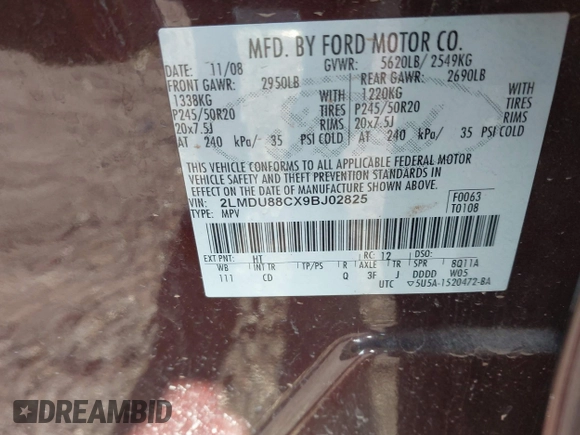 MFD. BY FORD MOTOR CO.
DATE: 11/08 GVWR: 5620LB/ 2549KG
FRONT GAWR: 2950LB REAR GAWR: 2690LB
1338KG WITH 1220KG WITH
P245/50R20 TIRES P245/50R20 TIRES
20x7.5J RIMS 20x7.5J RIMS
AT 240 kPa/ 35 PSI COLD AT 240 kPa/ 35 PSI COLD
THIS VEHICLE CONFORMS TO ALL APPLICABLE FEDERAL MOTOR
VEHICLE SAFETY AND THEFT PREVENTION STANDARDS IN
EFFECT ON THE DATE OF MANUFACTURE SHOWN ABOVE.
VIN: 2LMDU88CX9BJ02825 F0063
TYPE: MPV T0108
EXT PNT: HT RC: 12 DSO:
WB INT TR TP/PS R AXLE TR SPR BQ11A
111 CD Q 3F J DDDD W05
UTC ▽5U5A-1520472-BA
DREAMBID